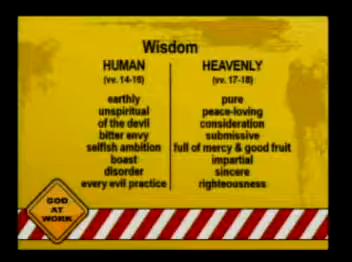 Wisdom
HUMAN
(vv. 14-16)
earthly
unspiritual
of the devil
bitter envy
selfish ambition
boast
disorder
every evil practice
HEAVENLY
(vv. 17-18)
pure
peace-loving
consideration
submissive
full of mercy & good fruit
impartial
sincere
righteousness
GOD
AT
WORK